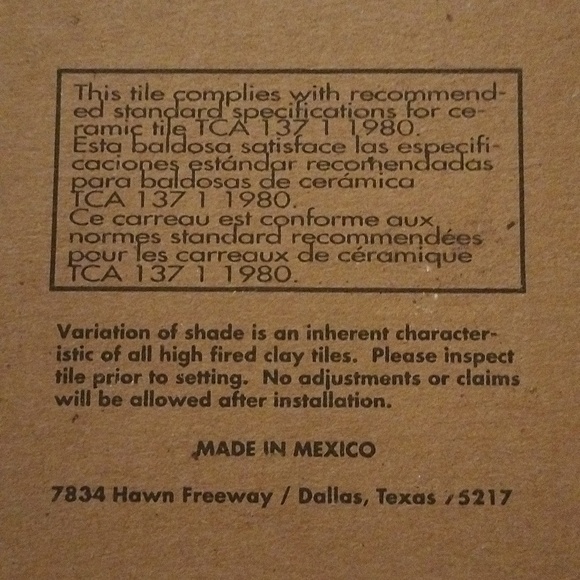 This tile complies with recommend-
ed standard specifications for ce-
ramic tile TCA 137 1 1980.
Esta baldosa satisface las especifi-
caciones estándar recomendadas
para baldosas de cerámica
TCA 137 1 1980.
Ce carreau est conforme aux
normes standard recommendées
pour les carreaux de céramique
TCA 137 1 1980.
Variation of shade is an inherent character-
istic of all high fired clay tiles. Please inspect
tile prior to setting. No adjustments or claims
will be allowed after installation.
MADE IN MEXICO
7834 Hawn Freeway / Dallas, Texas 75217